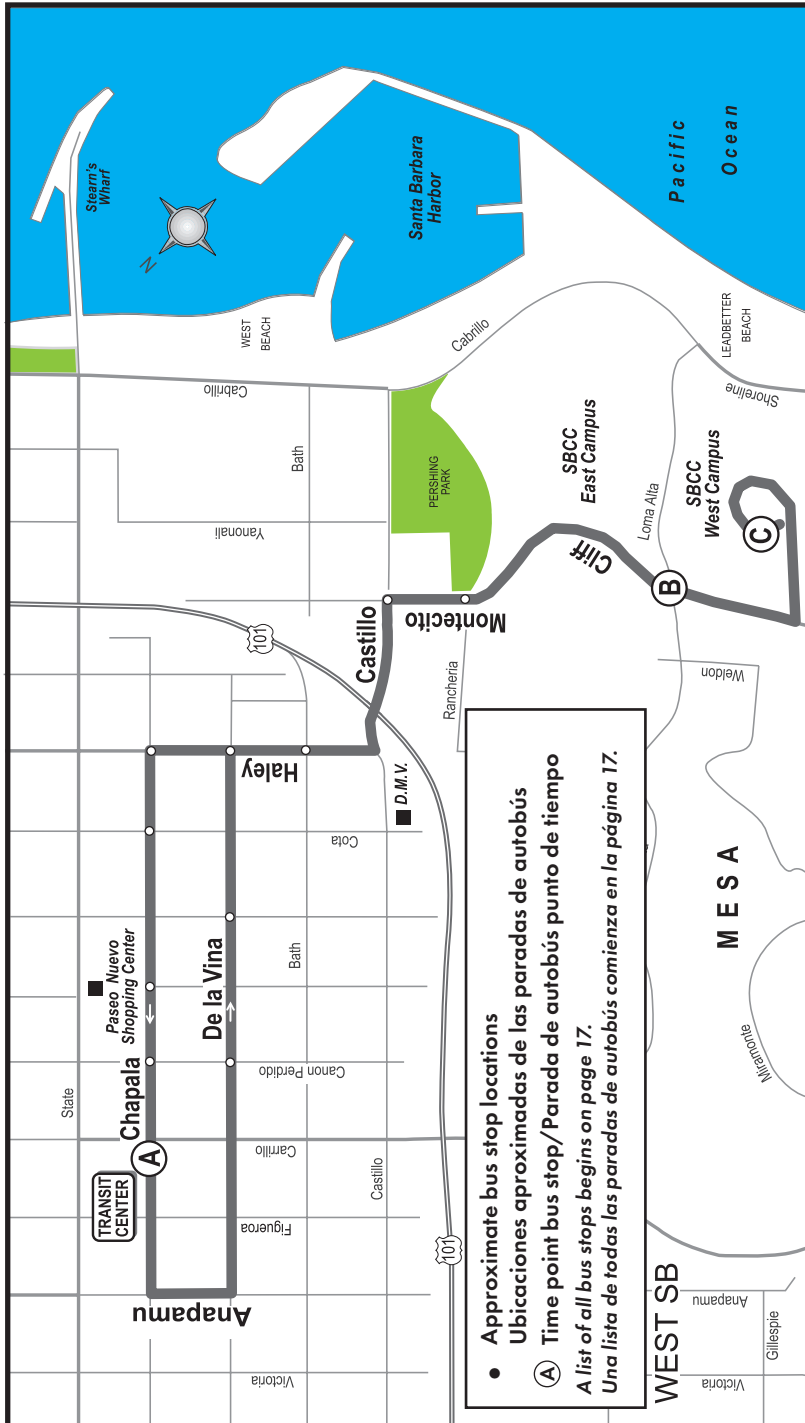 Stearn's
Wharf
N
Santa Barbara
Harbor
Pacific
Ocean
WEST
BEACH
LEADBETTER
BEACH
Cabrillo
Cabrillo
Shoreline
Bath
Yanonali
PERSHING
PARK
SBCC
East Campus
SBCC
West Campus
Loma Alta
C
B
Cliff
Montecito
Castillo
101
Rancheria
Weldon
Haley
D.M.V.
Cota
Paseo Nuevo
Shopping Center
De la Vina
Bath
Chapala
Canon Perdido
State
A
TRANSIT
CENTER
Carrillo
Castillo
Figueroa
101
Anapamu
Victoria
MESA
Miramonte
• Approximate bus stop locations
Ubicaciones aproximadas de las paradas de autobús
A Time point bus stop/Parada de autobús punto de tiempo
A list of all bus stops begins on page 17.
Una lista de todas las paradas de autobús comienza en la página 17.
WEST SB
Anapamu
Gillespie
Victoria